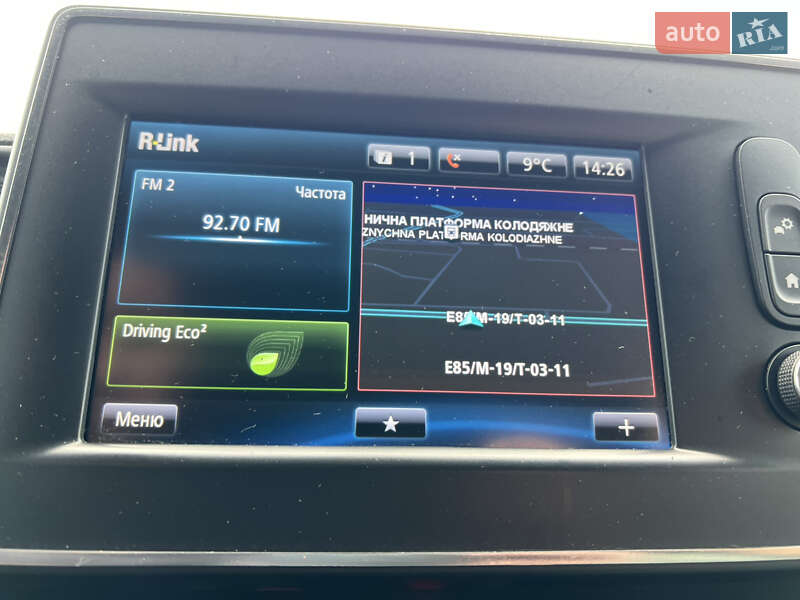 auto RIA
.com
R-Link
1
9°C
14:26
FM 2
Частота
92.70 FM
НИЧНА ПЛАТФОРМА КОЛОДЯЖНЕ
ZNYCHNA PLATFORMA KOLODIAZHNE
E85/M-19/T-03-11
E85/M-19/T-03-11
Driving Eco²
Меню
+